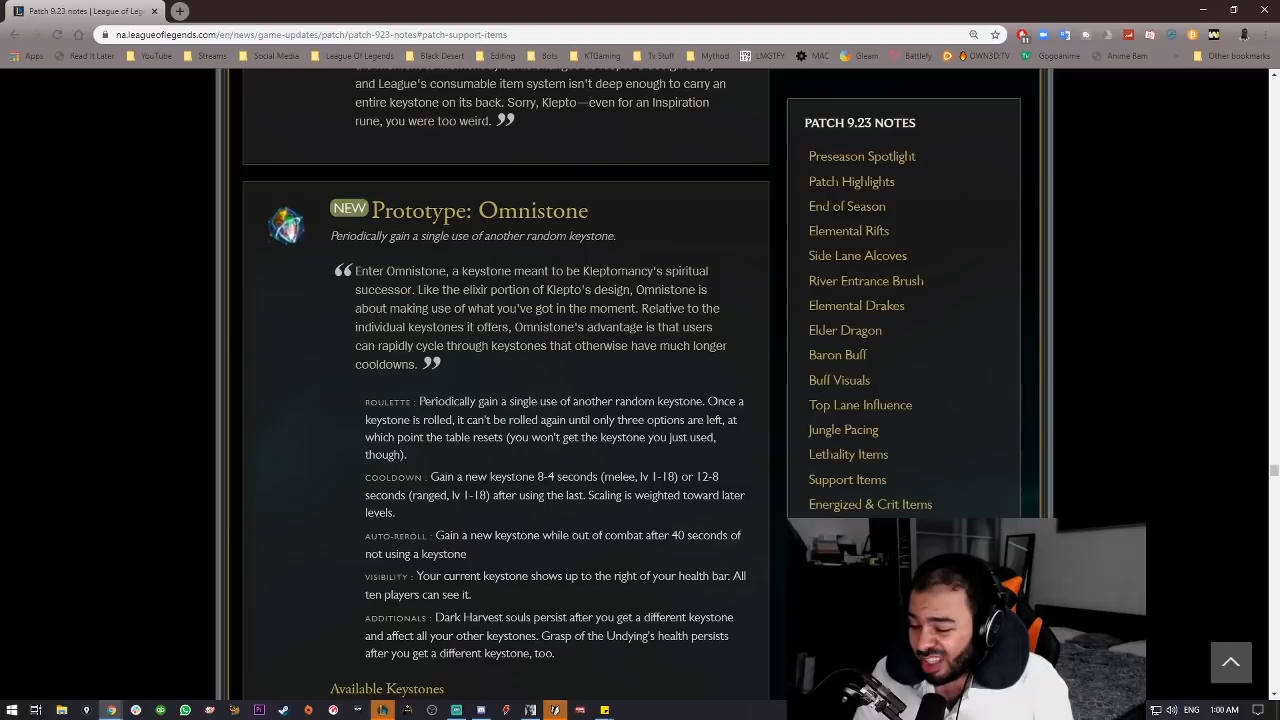 Patch 9.23 notes | League of Leg
na.leagueoflegends.com/en/news/game-updates/patch/patch-923-notes#patch-support-items
Apps Read It Later YouTube Streams Social-Media League Of Legends Black Desert Editing Bots KTGaming Tv Stuff Mythod LMGTFY MAC Gleam Battlefy OWN3D.TV Gogoanime Anime Bam Other bookmarks
and League's consumable item system isn't deep enough to carry an
entire keystone on its back. Sorry, Klepto—even for an Inspiration
rune, you were too weird.
NEW Prototype: Omnistone
Periodically gain a single use of another random keystone.
Enter Omnistone, a keystone meant to be Kleptomancy's spiritual
successor. Like the elixir portion of Klepto's design, Omnistone is
about making use of what you've got in the moment. Relative to the
individual keystones it offers, Omnistone's advantage is that users
can rapidly cycle through keystones that otherwise have much longer
cooldowns.
ROULETTE : Periodically gain a single use of another random keystone. Once a
keystone is rolled, it can't be rolled again until only three options are left, at
which point the table resets (you won't get the keystone you just used,
though).
COOLDOWN : Gain a new keystone 8-4 seconds (melee, lv 1-18) or 12-8
seconds (ranged, lv 1-18) after using the last. Scaling is weighted toward later
levels.
AUTO-REROLL : Gain a new keystone while out of combat after 40 seconds of
not using a keystone
VISIBILITY : Your current keystone shows up to the right of your health bar. All
ten players can see it.
ADDITIONALS : Dark Harvest souls persist after you get a different keystone
and affect all your other keystones. Grasp of the Undying's health persists
after you get a different keystone, too.
Available Keystones
PATCH 9.23 NOTES
Preseason Spotlight
Patch Highlights
End of Season
Elemental Rifts
Side Lane Alcoves
River Entrance Brush
Elemental Drakes
Elder Dragon
Baron Buff
Buff Visuals
Top Lane Influence
Jungle Pacing
Lethality Items
Support Items
Energized & Crit Items
ENG 1:00 AM